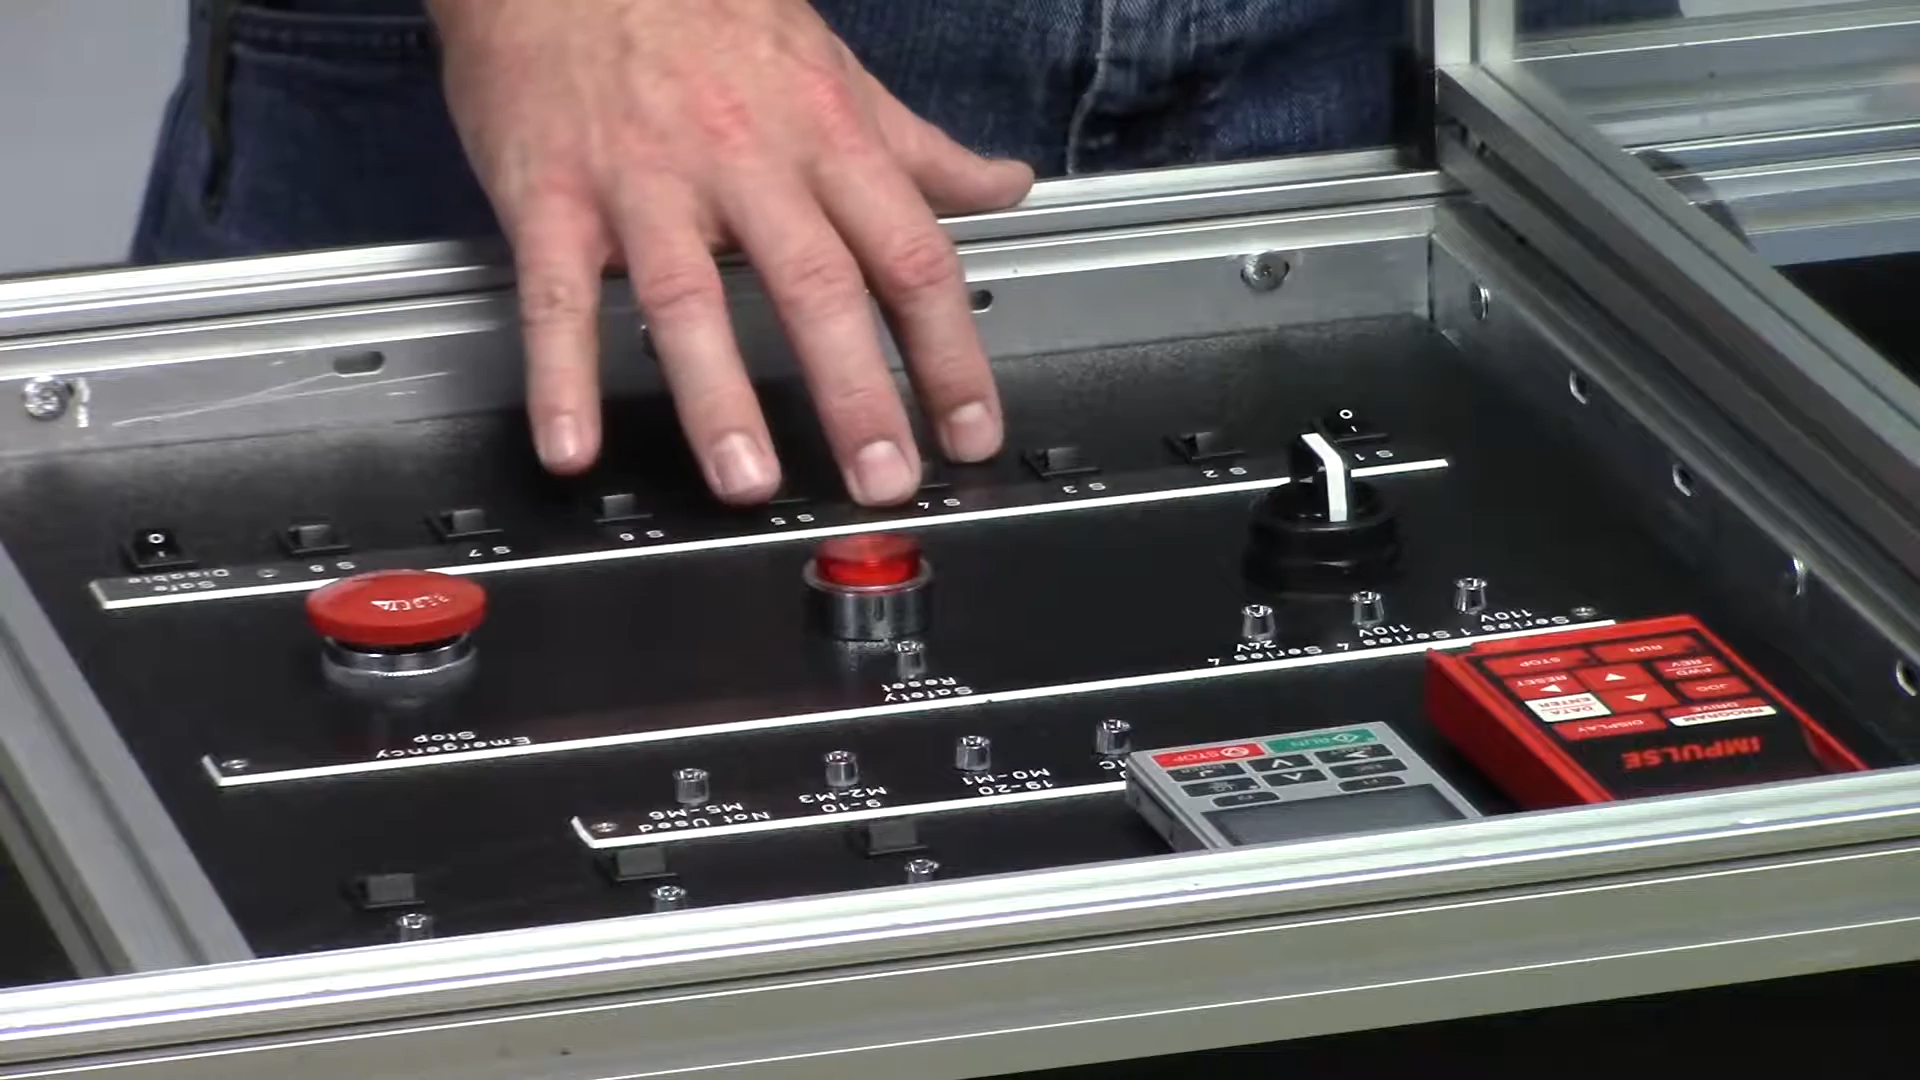 S1
S2
S3
S4
S5
S6
S7
S8
Safe
Disable
Series 1
110V
Series 4
110V
Series 4
24V
Safety
Reset
Emergency
Stop
19-20
M0-M1
9-10
M2-M3
Not Used
M5-M6
RUN
STOP
FWD
REV
JOG
RESET
PROGRAM
DRIVE
DISPLAY
DATA
ENTER
IMPULSE
RUN
STOP